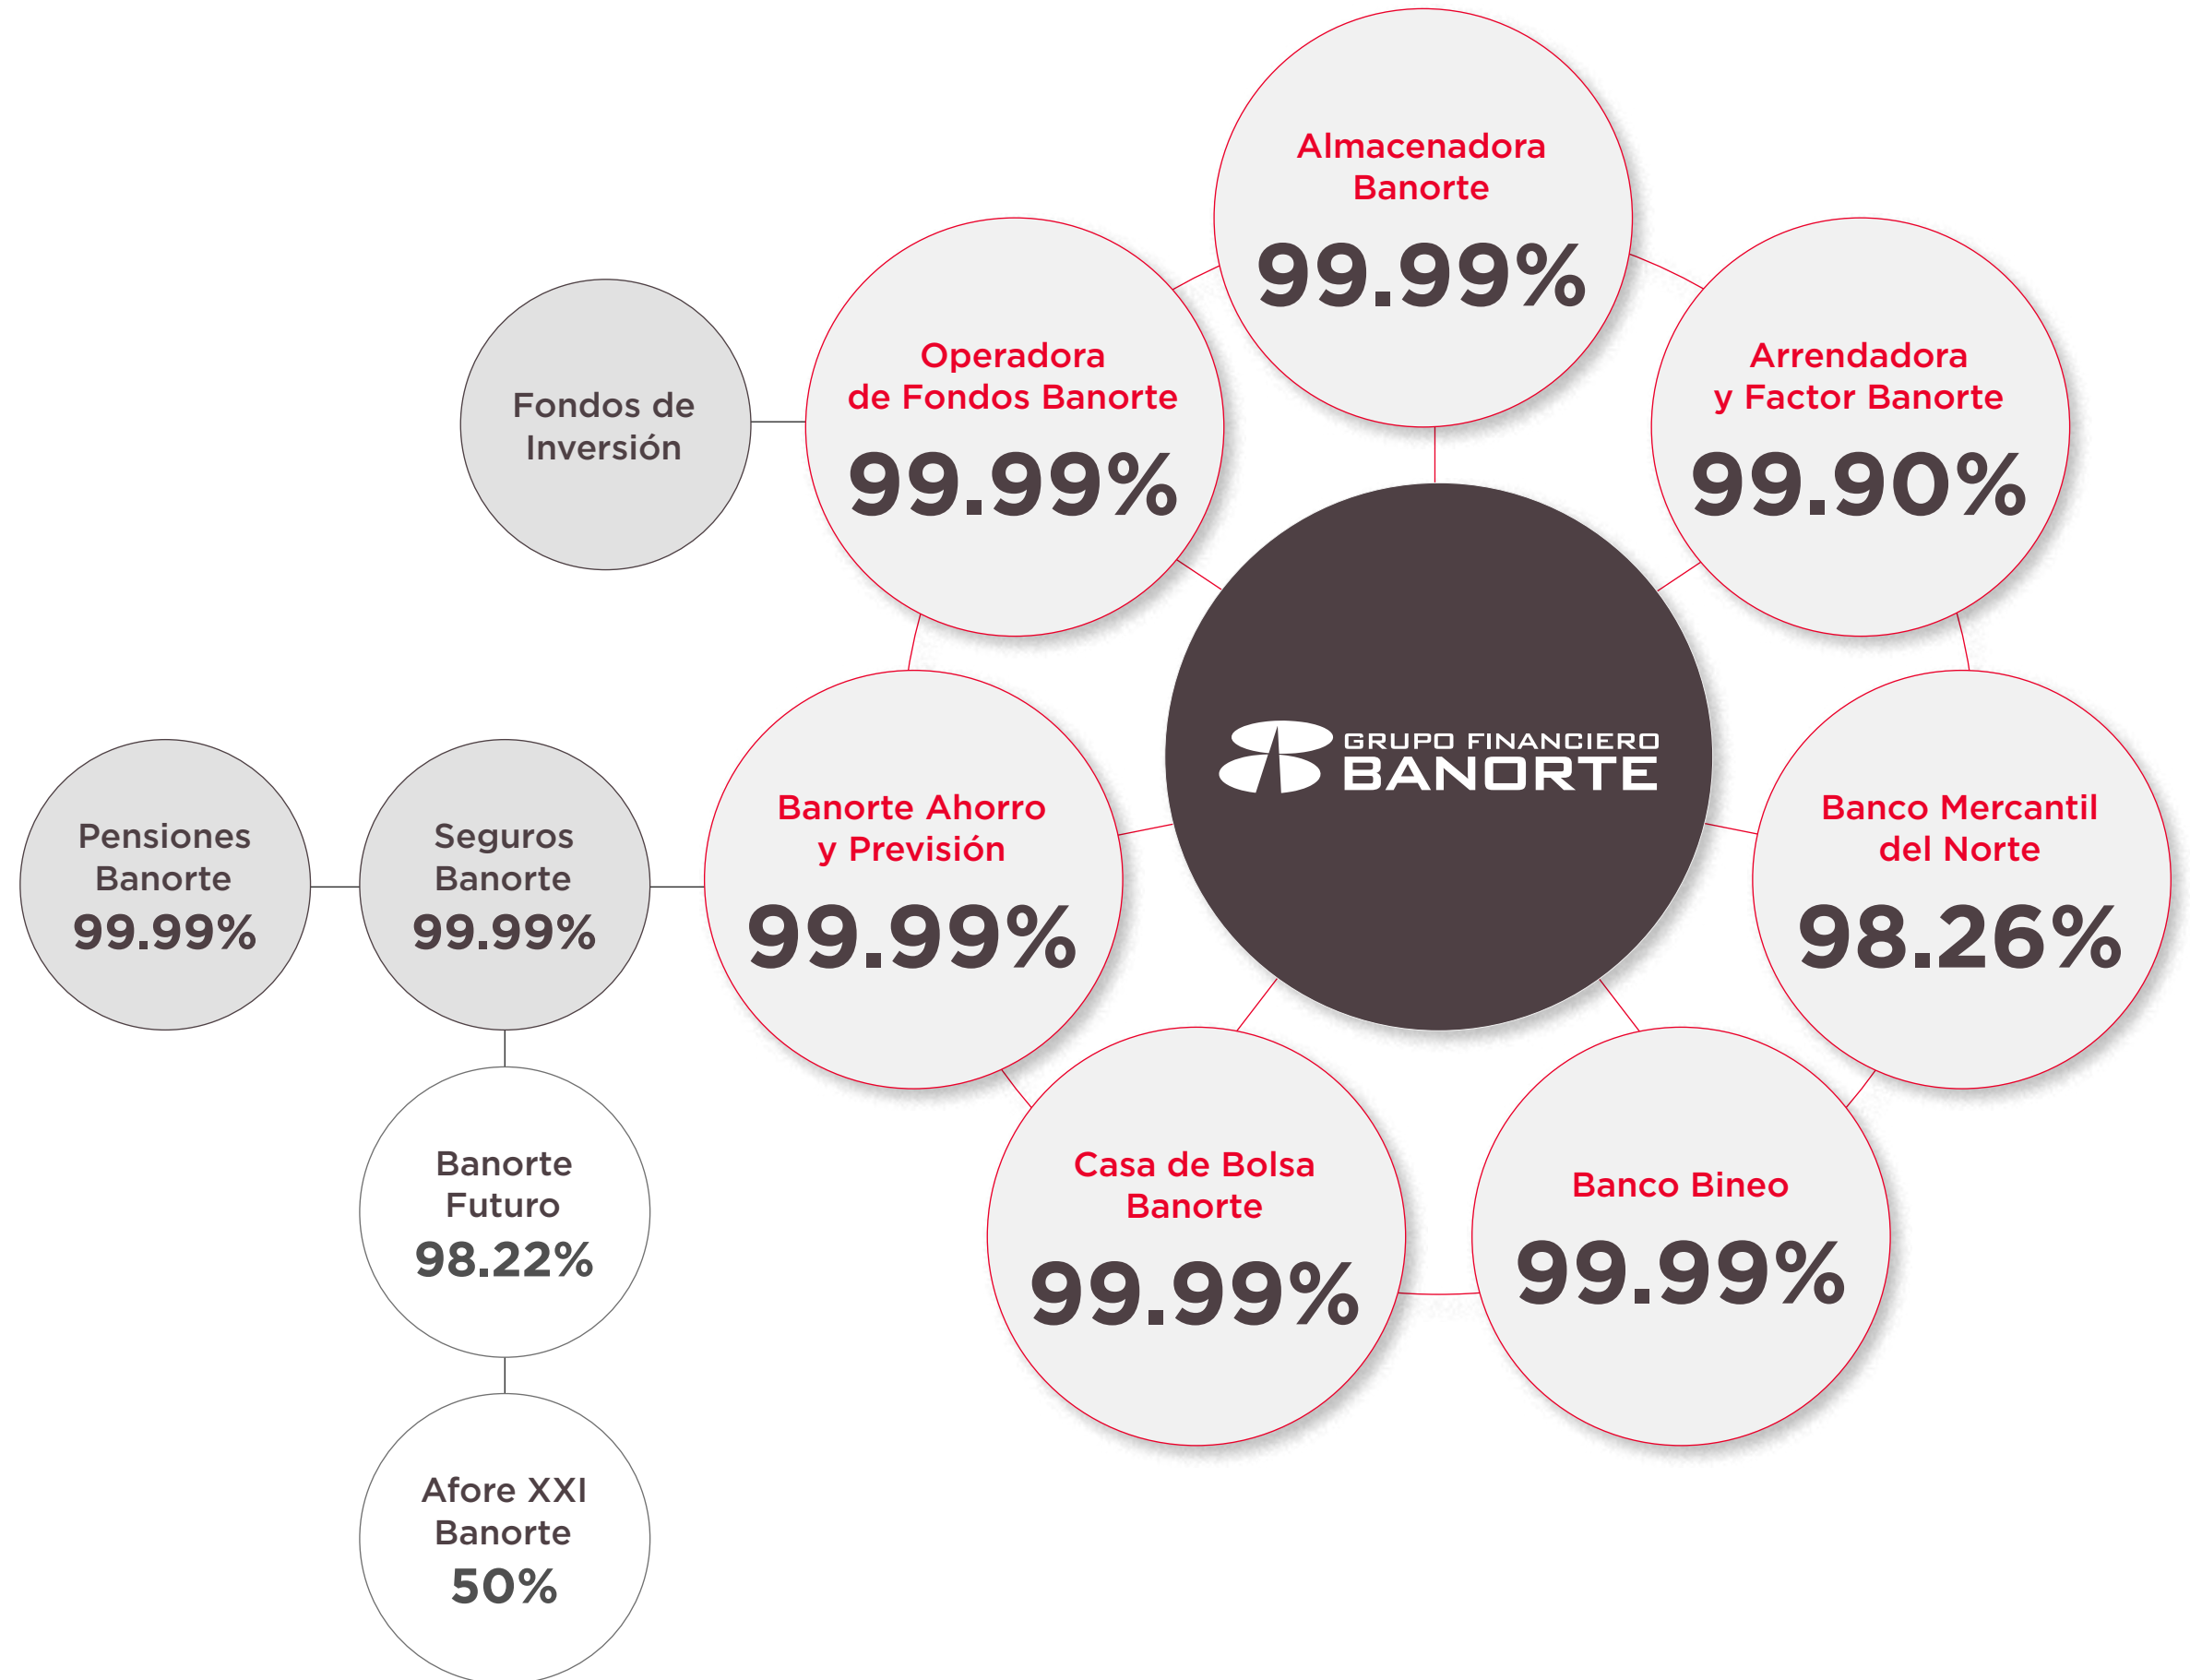 Almacenadora
Banorte
99.99%
Operadora
de Fondos Banorte
99.99%
Arrendadora
y Factor Banorte
99.90%
Fondos de
Inversión
GRUPO FINANCIERO
BANORTE
Pensiones
Banorte
99.99%
Seguros
Banorte
99.99%
Banorte Ahorro
y Previsión
99.99%
Banco Mercantil
del Norte
98.26%
Banorte
Futuro
98.22%
Casa de Bolsa
Banorte
99.99%
Banco Bineo
99.99%
Afore XXI
Banorte
50%